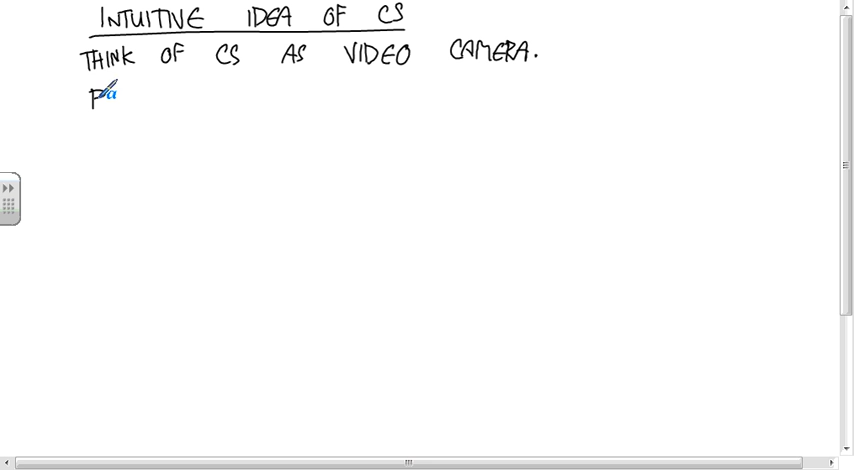 INTUITIVE IDEA OF CS
THINK OF CS AS VIDEO CAMERA.